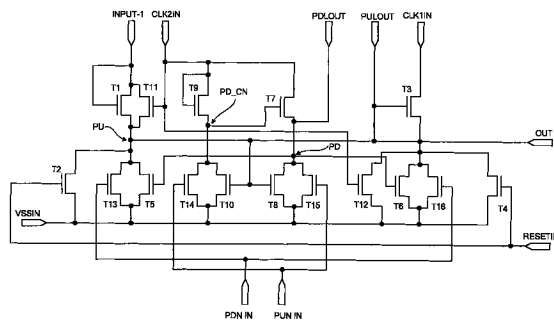 INPUT-1
CLK2IN
PDLOUT
PULOUT
CLK1IN
T1
T11
T9
PD_CN
T7
T3
PU
PD
OUT
T2
T13
T5
T14
T10
T8
T15
T12
T6
T16
T4
VSSIN
RESETIN
PDN IN
PUN IN